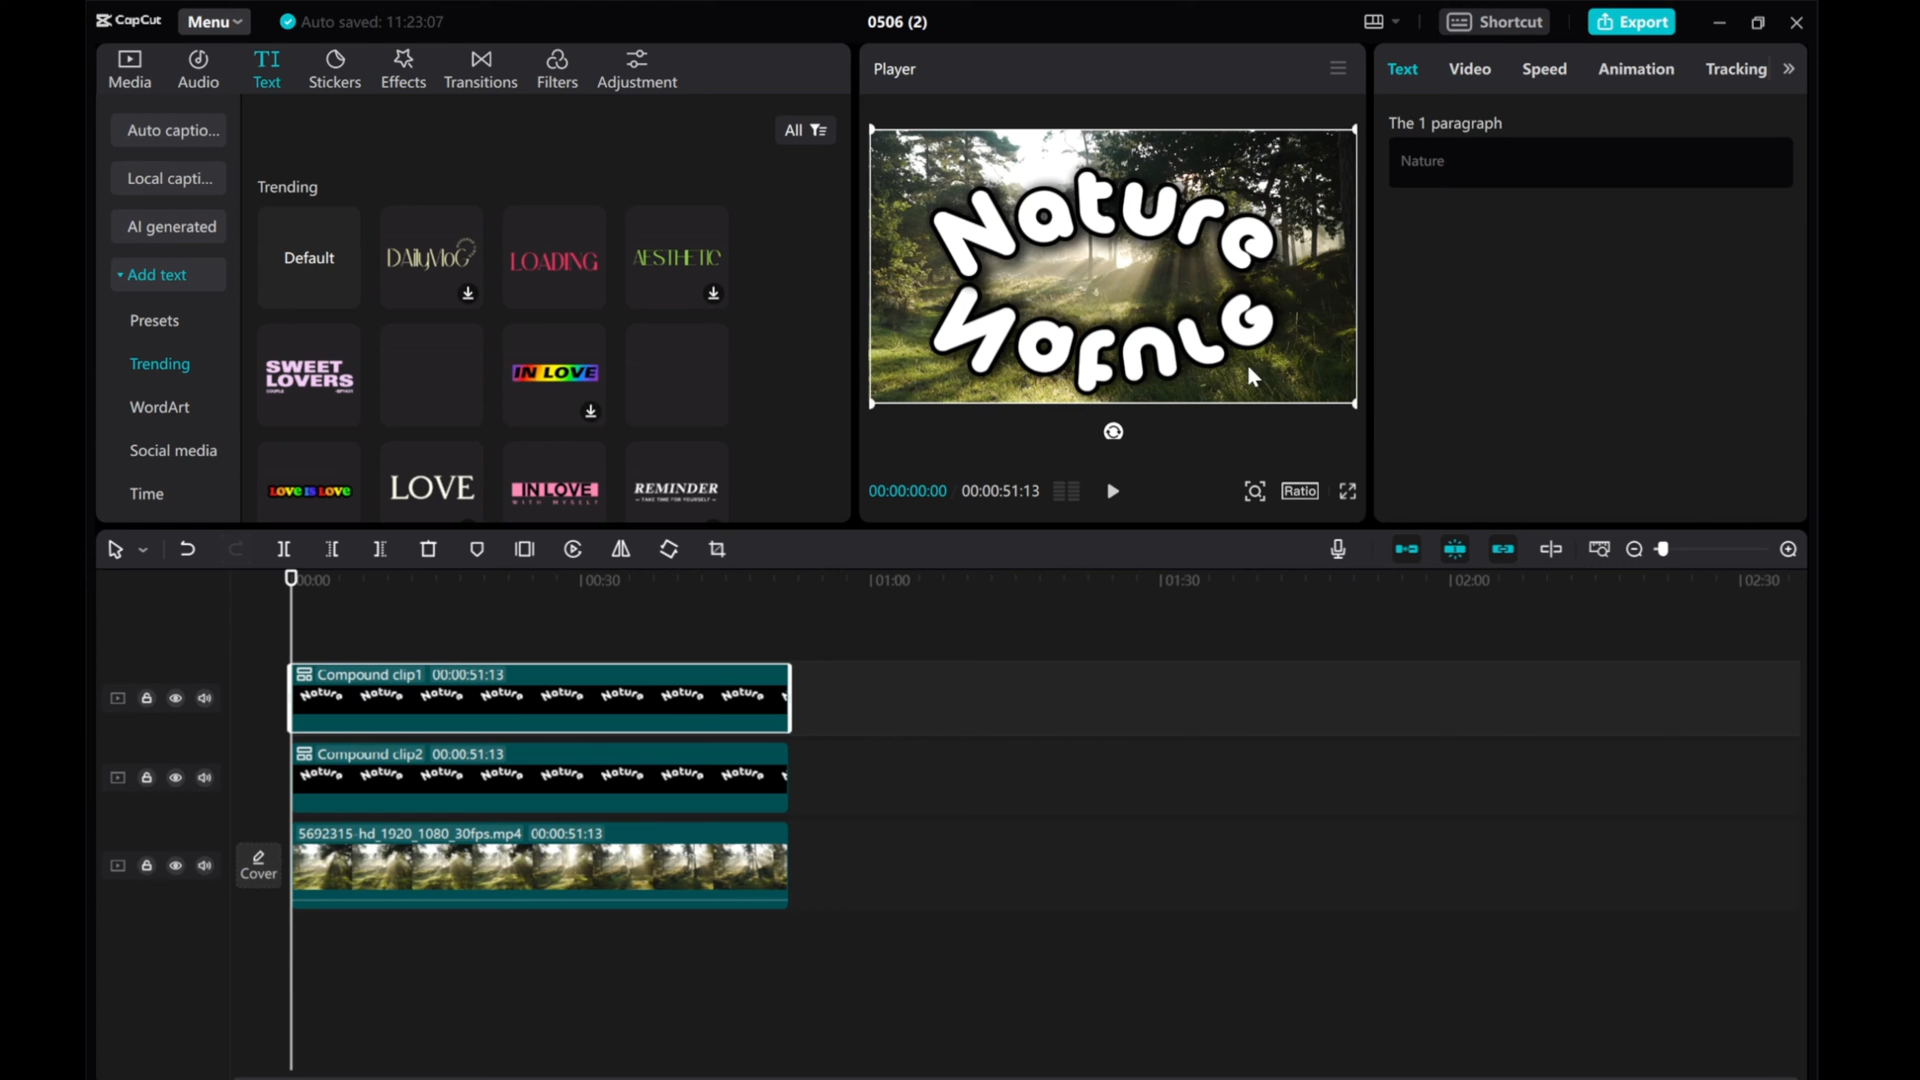 CapCut Menu Auto saved: 11:23:07 0506 (2) Shortcut Export
Media Audio TI Text Stickers Effects Transitions Filters Adjustment
Player
Text Video Speed Animation Tracking
Auto captio...
Local capti...
AI generated
Add text
Presets
Trending
WordArt
Social media
Time
All
Trending
Default DAilyMoG LOADING AESTHETIC
SWEET
LOVERS
IN LOVE
LOVE IS LOVE LOVE
IN LOVE
WITH MYSELF
REMINDER
TAKE TIME FOR YOURSELF
Nature
Nature
00:00:00:00 00:00:51:13 Ratio
The 1 paragraph
Nature
00:00 00:30 01:00 01:30 02:00 02:30
Compound clip1 00:00:51:13
Nature Nature Nature Nature Nature Nature Nature Nature
Compound clip2 00:00:51:13
Nature Nature Nature Nature Nature Nature Nature Nature
5692315-hd_1920_1080_30fps.mp4 00:00:51:13
Cover